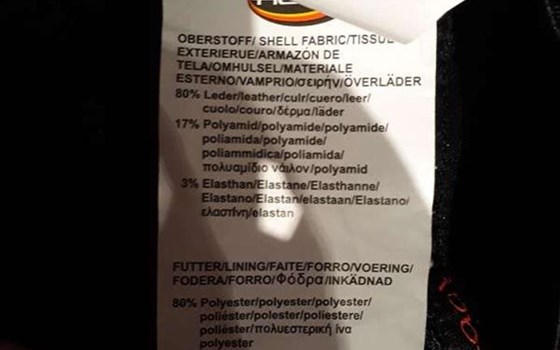 OBERSTOFF/ SHELL FABRIC/TISSU
EXTERIERUE/ARMAZÓN DE
TELA/OMHULSEL/MATERIALE
ESTERNO/VAMPRIO/σειρήν/ÖVERLÄDER
80% Leder/leather/culr/cuero/leer/
cuolo/couro/δέρμα/läder
17% Polyamid/polyamide/polyamide/
poliamida/polyamide/
poliammidica/poliamida/
πολυαμίδιο νάιλον/polyamid
3% Elasthan/Elastane/Elasthanne/
Elastano/Elastan/elastaan/Elastano/
ελαστίνη/elastan
FUTTER/LINING/FAITE/FORRO/VOERING/
FODERA/FORRO/Φόδρα/INKÄDNAD
80% Polyester/polyester/polyester/
poliéster/polester/poliestere/
poliéster/πολυεστερική ίνα
polyester